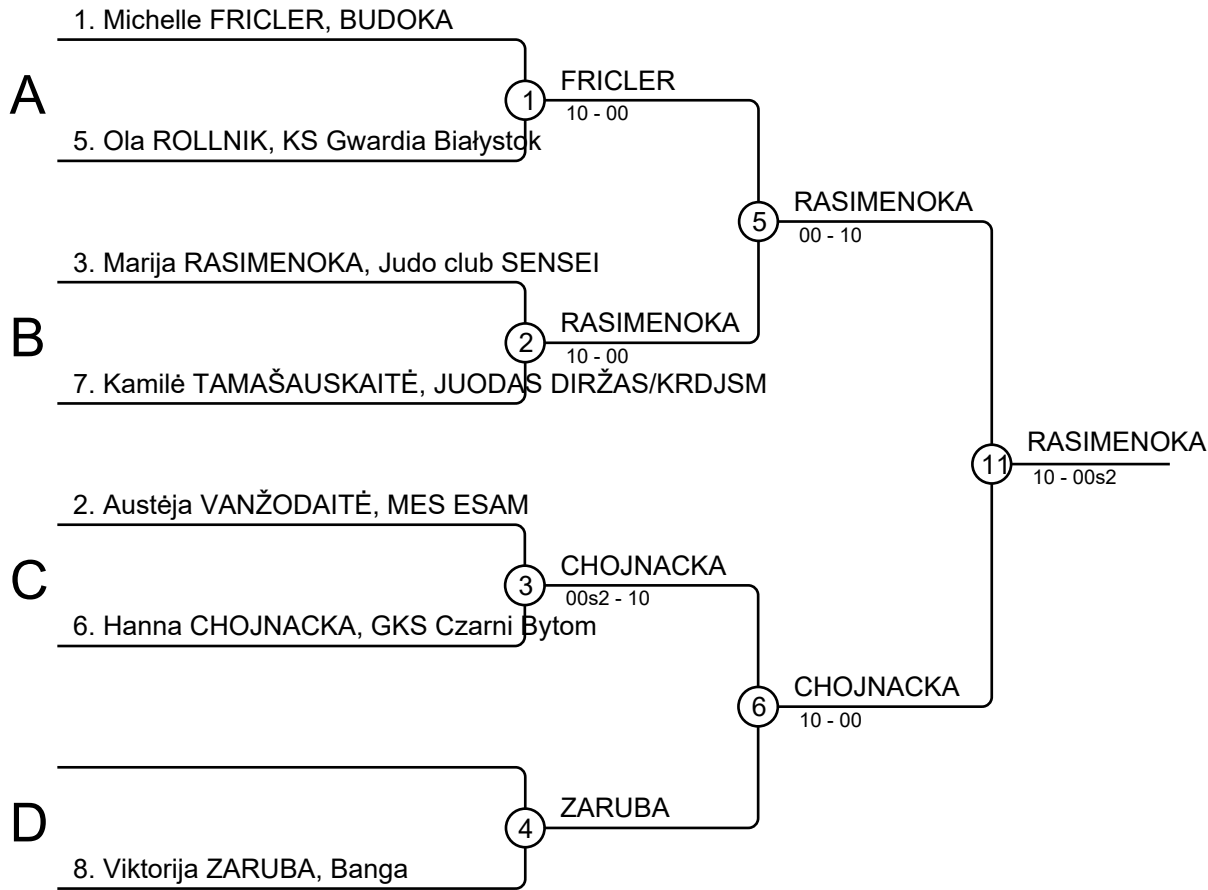 1. Michelle FRICLER, BUDOKA
A
1
FRICLER
10 - 00
5. Ola ROLLNIK, KS Gwardia Białystok
5
RASIMENOKA
00 - 10
3. Marija RASIMENOKA, Judo club SENSEI
B
2
RASIMENOKA
10 - 00
7. Kamilė TAMAŠAUSKAITĖ, JUODAS DIRŽAS/KRDJSM
11
RASIMENOKA
10 - 00s2
2. Austėja VANŽODAITĖ, MES ESAM
C
3
CHOJNACKA
00s2 - 10
6. Hanna CHOJNACKA, GKS Czarni Bytom
6
CHOJNACKA
10 - 00
D
4
ZARUBA
8. Viktorija ZARUBA, Banga